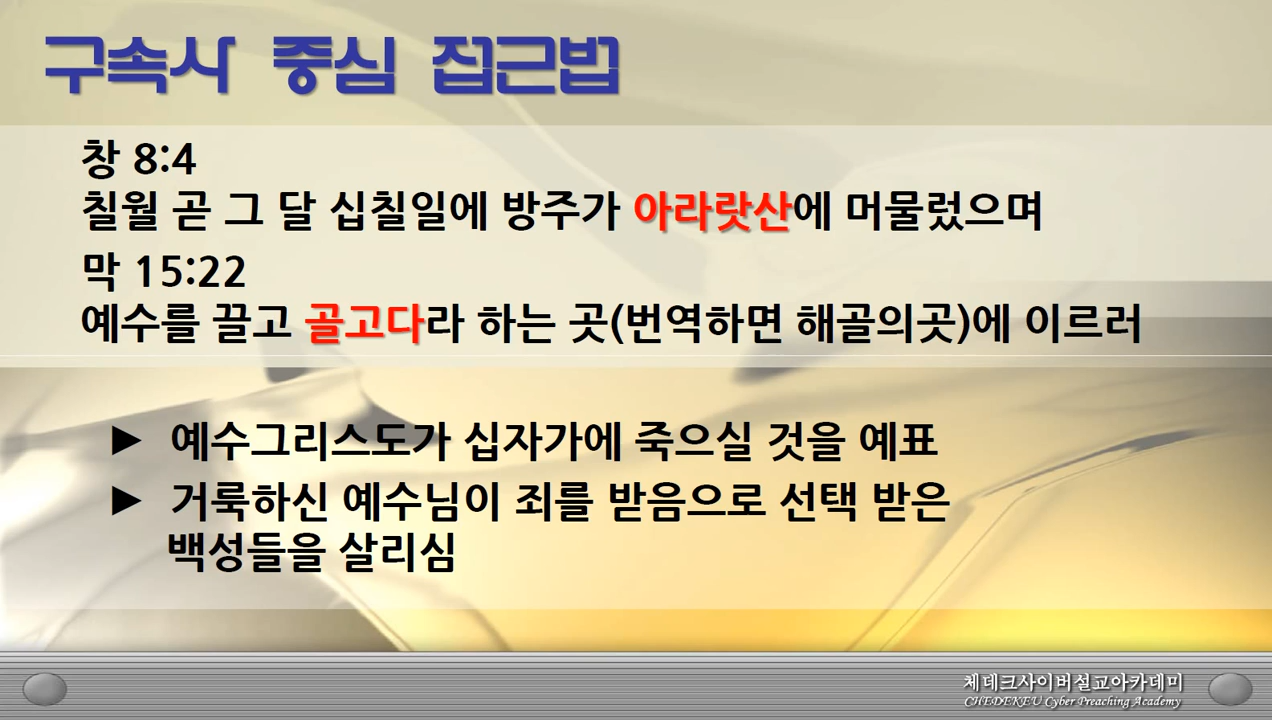 구속사 중심 접근법
창 8:4
칠월 곧 그 달 십칠일에 방주가 아라랏산에 머물렀으며
막 15:22
예수를 끌고 골고다라 하는 곳(번역하면 해골의곳)에 이르러
▶ 예수그리스도가 십자가에 죽으실 것을 예표
▶ 거룩하신 예수님이 죄를 받음으로 선택 받은
백성들을 살리심
체데크사이버설교아카데미
CHEDEKEU Cyber Preaching Academy